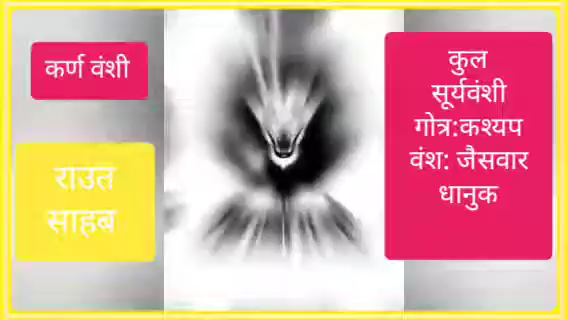 कर्ण वंशी
राउत
साहब
कुल
सूर्यवंशी
गोत्र:कश्यप
वंश: जैसवार
धानुक